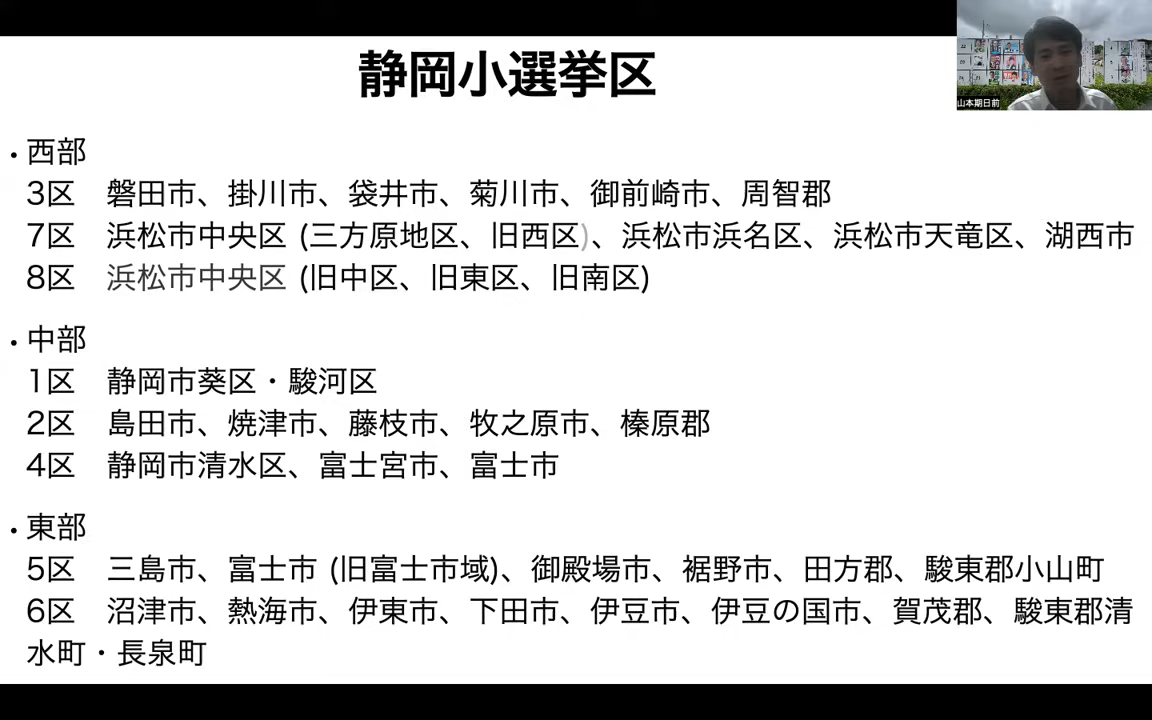 静岡小選挙区
山本期日前
・西部
3区　磐田市、掛川市、袋井市、菊川市、御前崎市、周智郡
7区　浜松市中央区 (三方原地区、旧西区)、浜松市浜名区、浜松市天竜区、湖西市
8区　浜松市中央区 (旧中区、旧東区、旧南区)
・中部
1区　静岡市葵区・駿河区
2区　島田市、焼津市、藤枝市、牧之原市、榛原郡
4区　静岡市清水区、富士宮市、富士市
・東部
5区　三島市、富士市 (旧富士市域)、御殿場市、裾野市、田方郡、駿東郡小山町
6区　沼津市、熱海市、伊東市、下田市、伊豆市、伊豆の国市、賀茂郡、駿東郡清
水町・長泉町